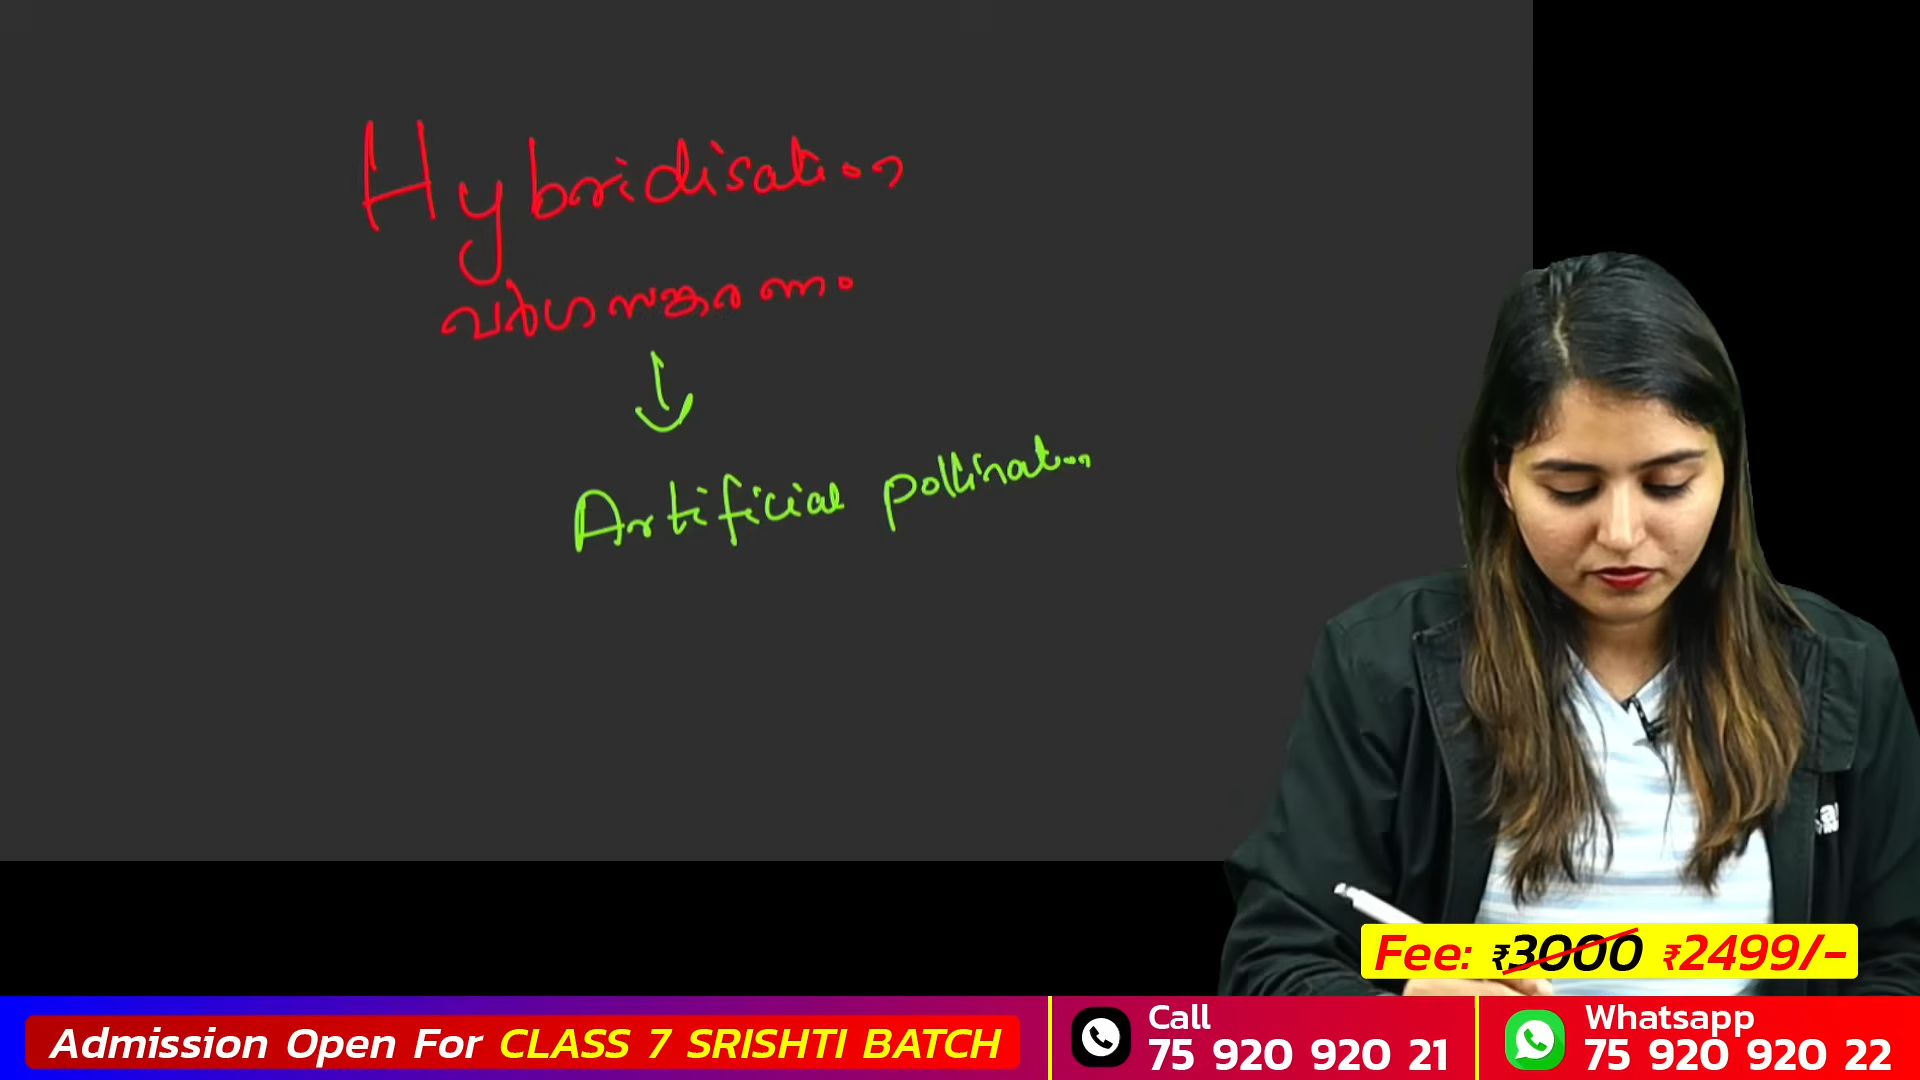 Hybridisation
വർഗസങ്കരണം
Artificial pollination
Fee: ₹3000 ₹2499/-
Admission Open For CLASS 7 SRISHTI BATCH
Call
75 920 920 21
Whatsapp
75 920 920 22